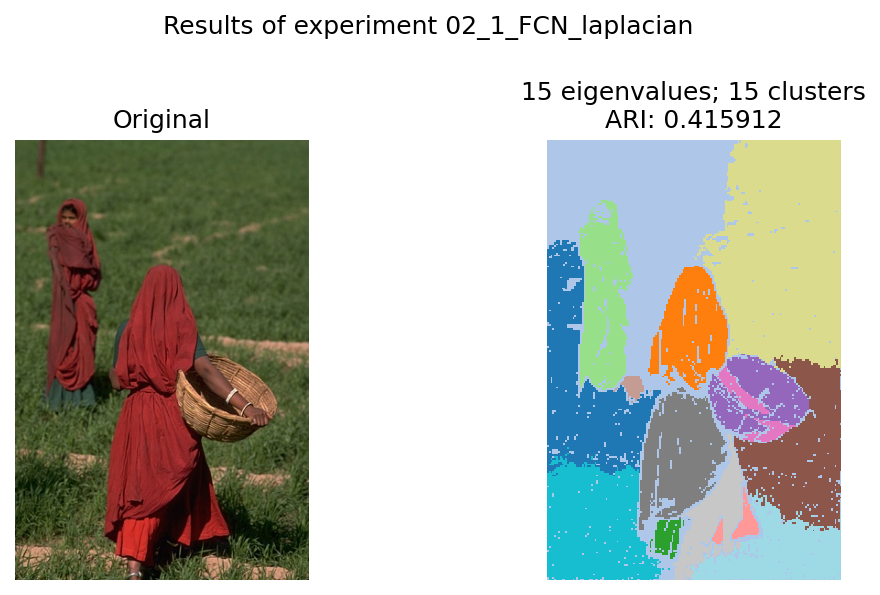 Results of experiment 02_1_FCN_laplacian
Original
15 eigenvalues; 15 clusters
ARI: 0.415912